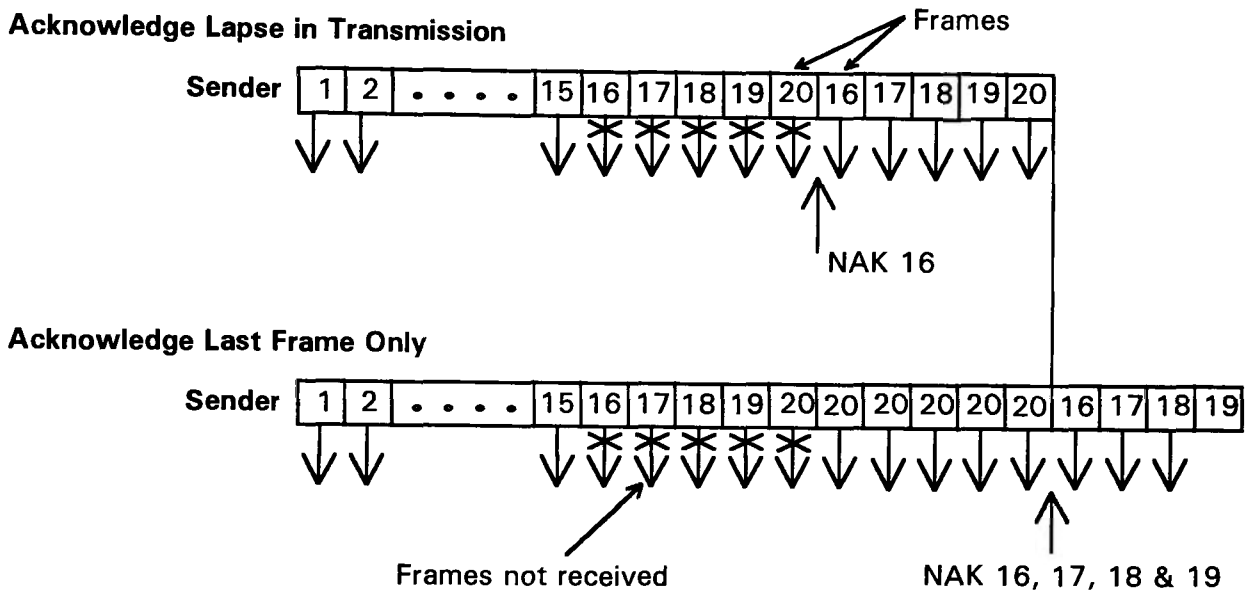 Acknowledge Lapse in Transmission
Frames
Sender 1 2 • • • • 15 16 17 18 19 20 16 17 18 19 20
NAK 16
Acknowledge Last Frame Only
Sender 1 2 • • • • 15 16 17 18 19 20 20 20 20 20 20 16 17 18 19
Frames not received
NAK 16, 17, 18 & 19